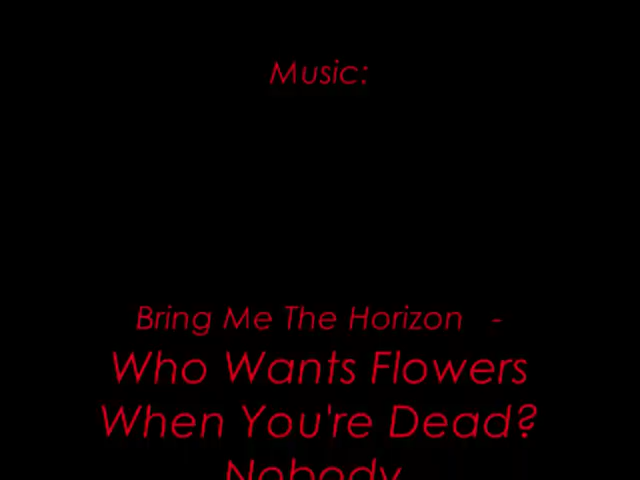 Music:
Bring Me The Horizon -
Who Wants Flowers
When You're Dead?
Nobody